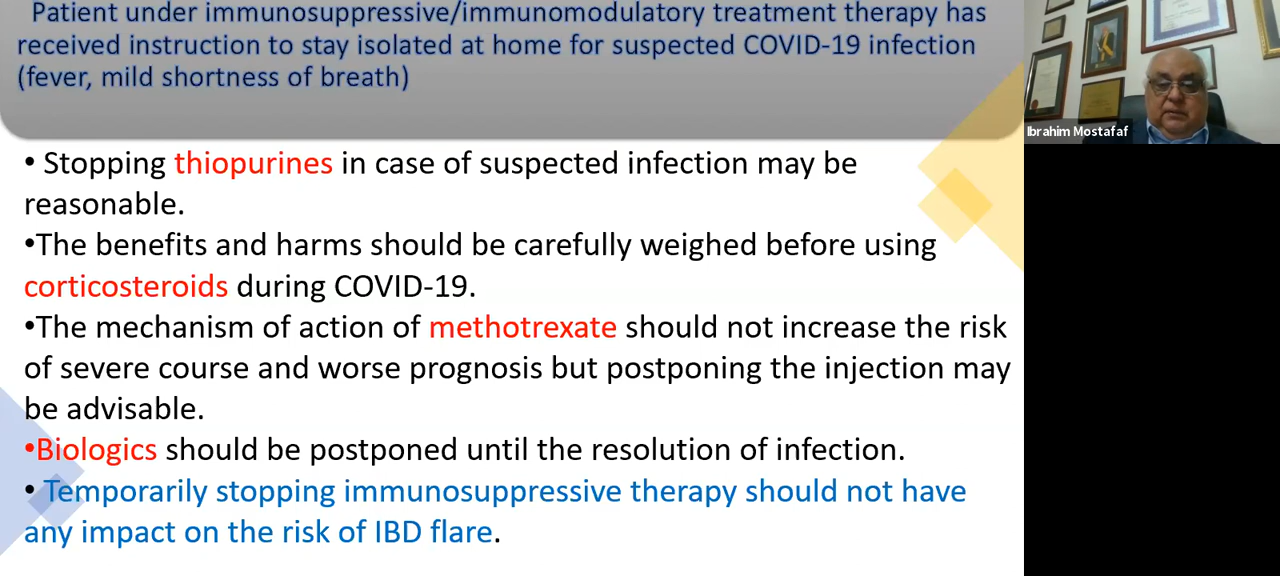 Patient under immunosuppressive/immunomodulatory treatment therapy has
received instruction to stay isolated at home for suspected COVID-19 infection
(fever, mild shortness of breath)
• Stopping thiopurines in case of suspected infection may be
reasonable.
•The benefits and harms should be carefully weighed before using
corticosteroids during COVID-19.
•The mechanism of action of methotrexate should not increase the risk
of severe course and worse prognosis but postponing the injection may
be advisable.
•Biologics should be postponed until the resolution of infection.
• Temporarily stopping immunosuppressive therapy should not have
any impact on the risk of IBD flare.
Ibrahim Mostafaf